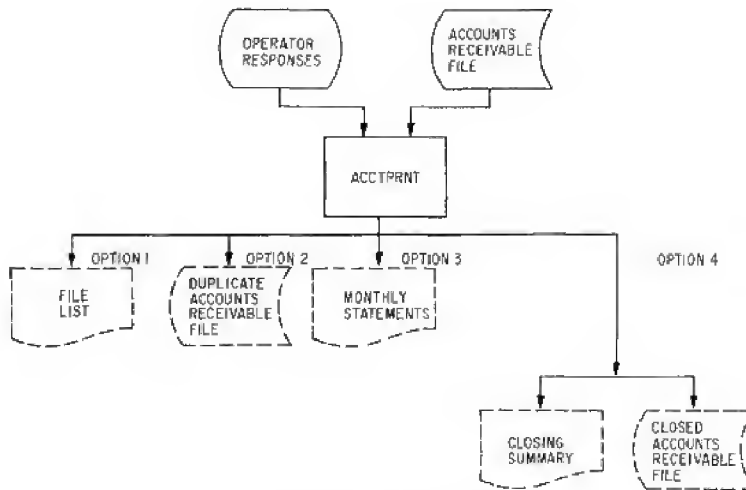 OPERATOR
RESPONSES
ACCOUNTS
RECEIVABLE
FILE
ACCTPRNT
OPTION 1
OPTION 2
OPTION 3
OPTION 4
FILE
LIST
DUPLICATE
ACCOUNTS
RECEIVABLE
FILE
MONTHLY
STATEMENTS
CLOSING
SUMMARY
CLOSED
ACCOUNTS
RECEIVABLE
FILE